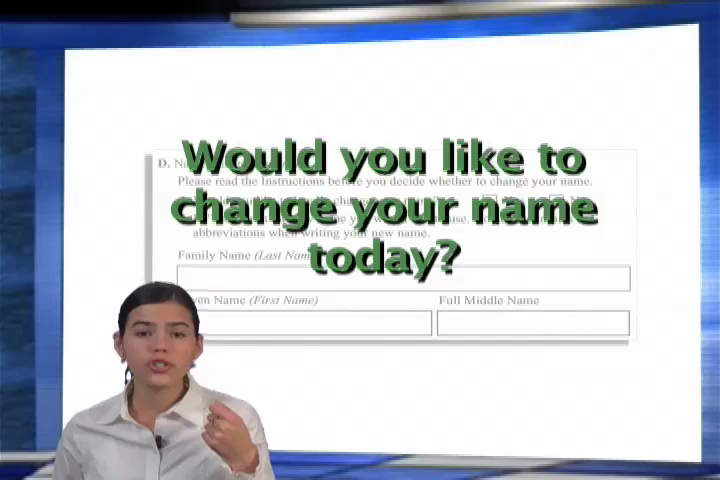 Would you like to
change your name
today?
D.
Please read the Instructions before you decide whether to change your name.
abbreviations when writing your new name.
Family Name (Last Name
Name (First Name)
Full Middle Name